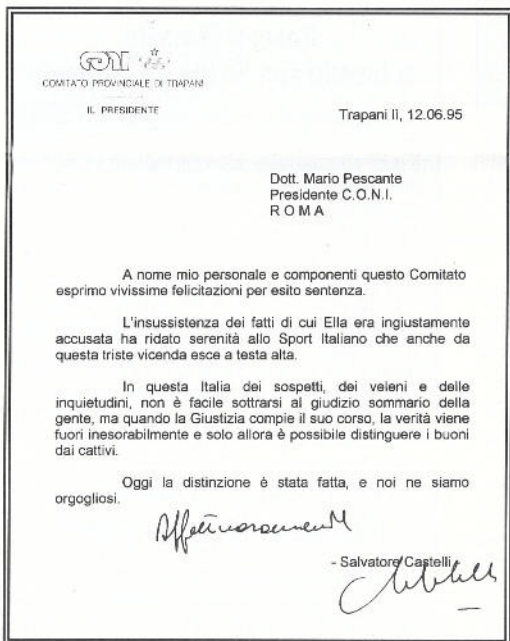 CONI
COMITATO PROVINCIALE DI TRAPANI
IL PRESIDENTE
Trapani lì, 12.06.95
Dott. Mario Pescante
Presidente C.O.N.I.
R O M A
A nome mio personale e componenti questo Comitato
esprimo vivissime felicitazioni per esito sentenza.
L'insussistenza dei fatti di cui Ella era ingiustamente
accusata ha ridato serenità allo Sport Italiano che anche da
questa triste vicenda esce a testa alta.
In questa Italia dei sospetti, dei veleni e delle
inquietudini, non è facile sottrarsi al giudizio sommario della
gente, ma quando la Giustizia compie il suo corso, la verità viene
fuori inesorabilmente e solo allora è possibile distinguere i buoni
dai cattivi.
Oggi la distinzione è stata fatta, e noi ne siamo
orgogliosi.
Affettuosamente
- Salvatore Castelli